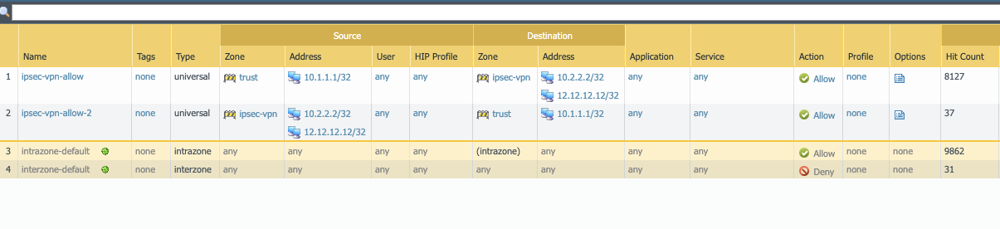 Source Destination
Name Tags Type Zone Address User HIP Profile Zone Address Application Service Action Profile Options Hit Count
1 ipsec-vpn-allow none universal trust 10.1.1.1/32 any any ipsec-vpn 10.2.2.2/32 any any Allow none 8127
12.12.12.12/32
2 ipsec-vpn-allow-2 none universal ipsec-vpn 10.2.2.2/32 any any trust 10.1.1.1/32 any any Allow none 37
12.12.12.12/32
3 intrazone-default none intrazone any any any any (intrazone) any any any Allow none none 9862
4 interzone-default none interzone any any any any any any any any Deny none none 31